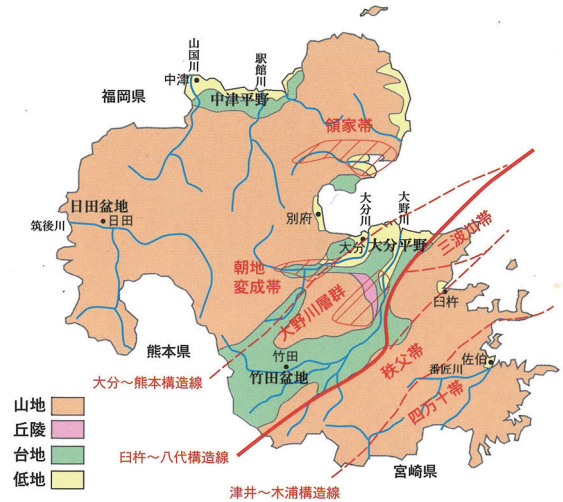 山国川
駅館川
中津
中津平野
福岡県
領家帯
日田盆地
日田
筑後川
別府
大分川
大野川
大分
大分平野
三波川帯
朝地
変成帯
大野川層群
臼杵
熊本県
竹田
竹田盆地
秩父帯
佐伯
番匠川
四万十帯
大分~熊本構造線
山地
丘陵
台地
低地
臼杵~八代構造線
宮崎県
津井~木浦構造線